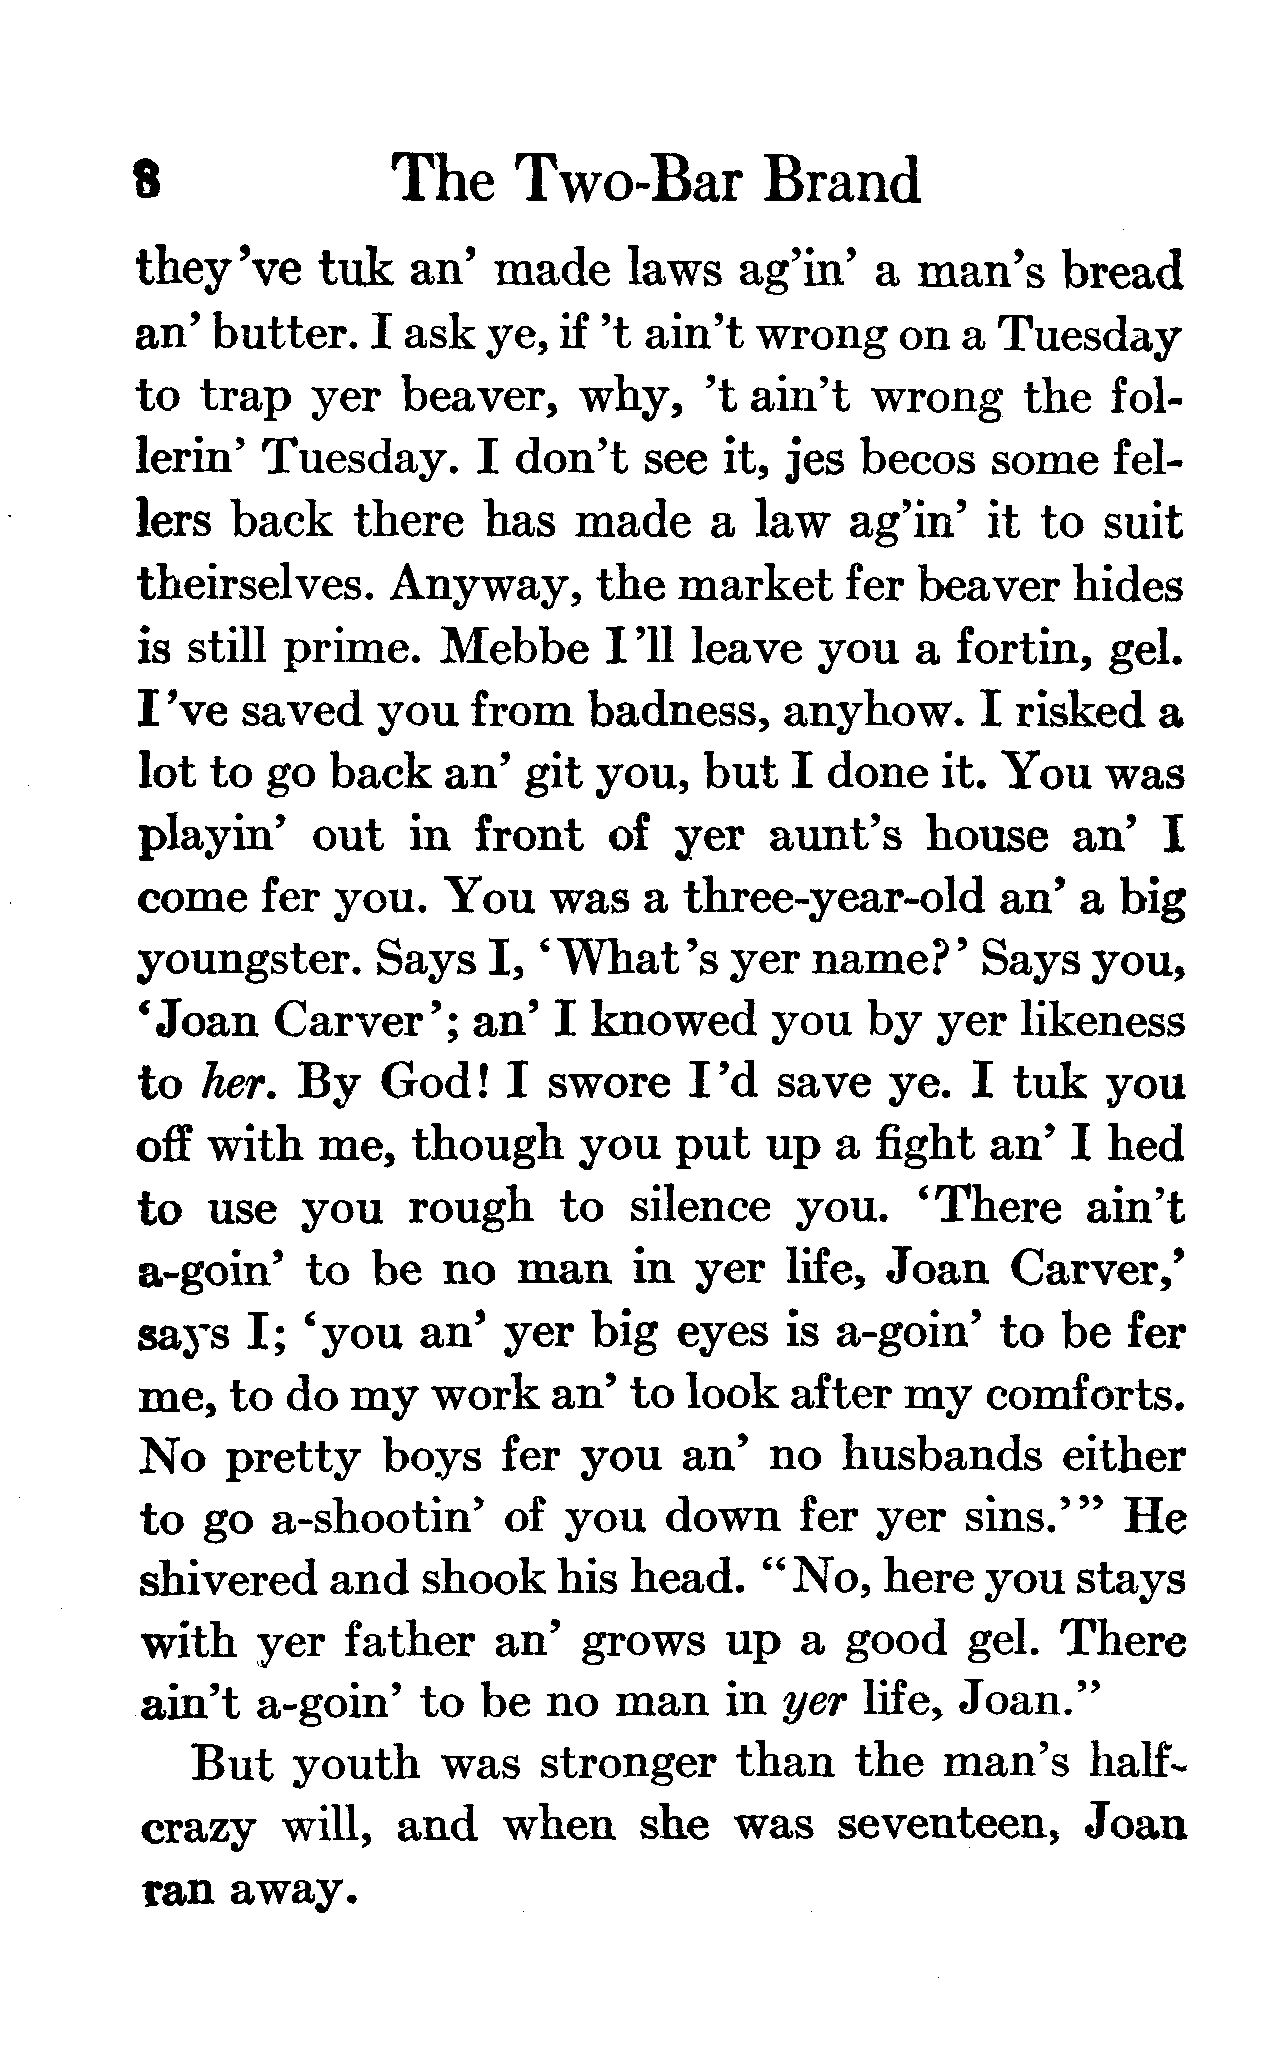 8 The Two-Bar Brand
they've tuk an' made laws ag'in' a man's bread
an' butter. I ask ye, if 't ain't wrong on a Tuesday
to trap yer beaver, why, 't ain't wrong the fol-
lerin' Tuesday. I don't see it, jes becos some fel-
lers back there has made a law ag'in' it to suit
theirselves. Anyway, the market fer beaver hides
is still prime. Mebbe I'll leave you a fortin, gel.
I've saved you from badness, anyhow. I risked a
lot to go back an' git you, but I done it. You was
playin' out in front of yer aunt's house an' I
come fer you. You was a three-year-old an' a big
youngster. Says I, 'What's yer name?' Says you,
'Joan Carver'; an' I knowed you by yer likeness
to her. By God! I swore I'd save ye. I tuk you
off with me, though you put up a fight an' I hed
to use you rough to silence you. 'There ain't
a-goin' to be no man in yer life, Joan Carver,'
says I; 'you an' yer big eyes is a-goin' to be fer
me, to do my work an' to look after my comforts.
No pretty boys fer you an' no husbands either
to go a-shootin' of you down fer yer sins.'" He
shivered and shook his head. "No, here you stays
with yer father an' grows up a good gel. There
ain't a-goin' to be no man in yer life, Joan."
But youth was stronger than the man's half-
crazy will, and when she was seventeen, Joan
ran away.